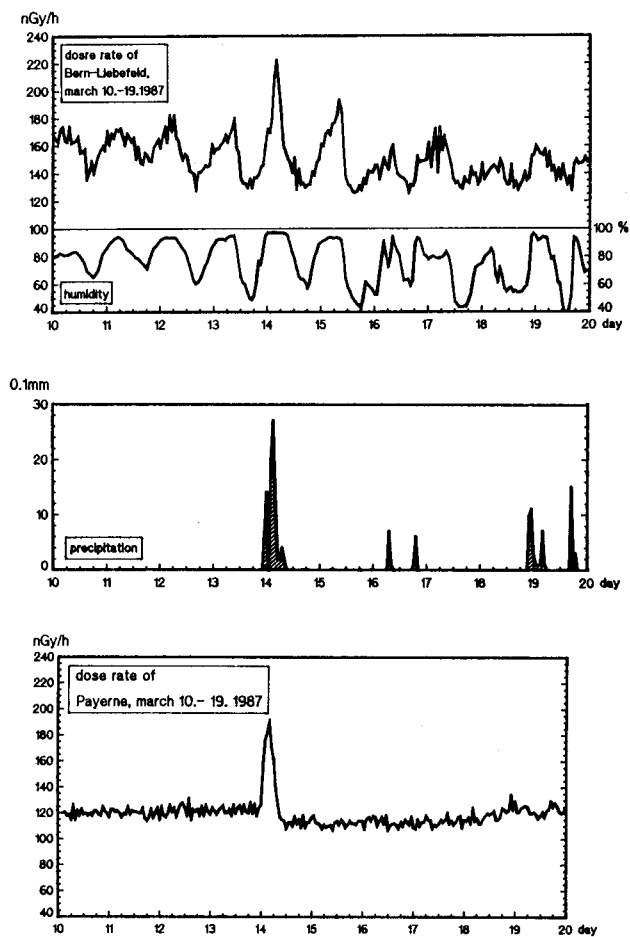 nGy/h
240
dosre rate of
Bern-Liebefeld,
march 10.-19.1987
220
200
180
160
140
120
100
100 %
80
80
60
60
humidity
40
40
10 11 12 13 14 15 16 17 18 19 20 day
0.1mm
30
20
10
precipitation
0
10 11 12 13 14 15 16 17 18 19 20 day
nGy/h
240
dose rate of
220
Payerne, march 10.- 19. 1987
200
180
160
140
120
100
80
60
40
10 11 12 13 14 15 16 17 18 19 20 day